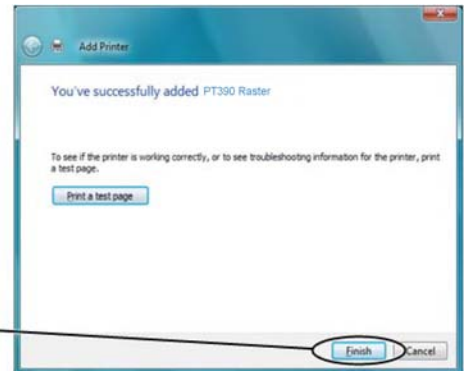 Add Printer
You've successfully added PT390 Raster
To see if the printer is working correctly, or to see troubleshooting information for the printer, print
a test page.
Print a test page
Finish
Cancel